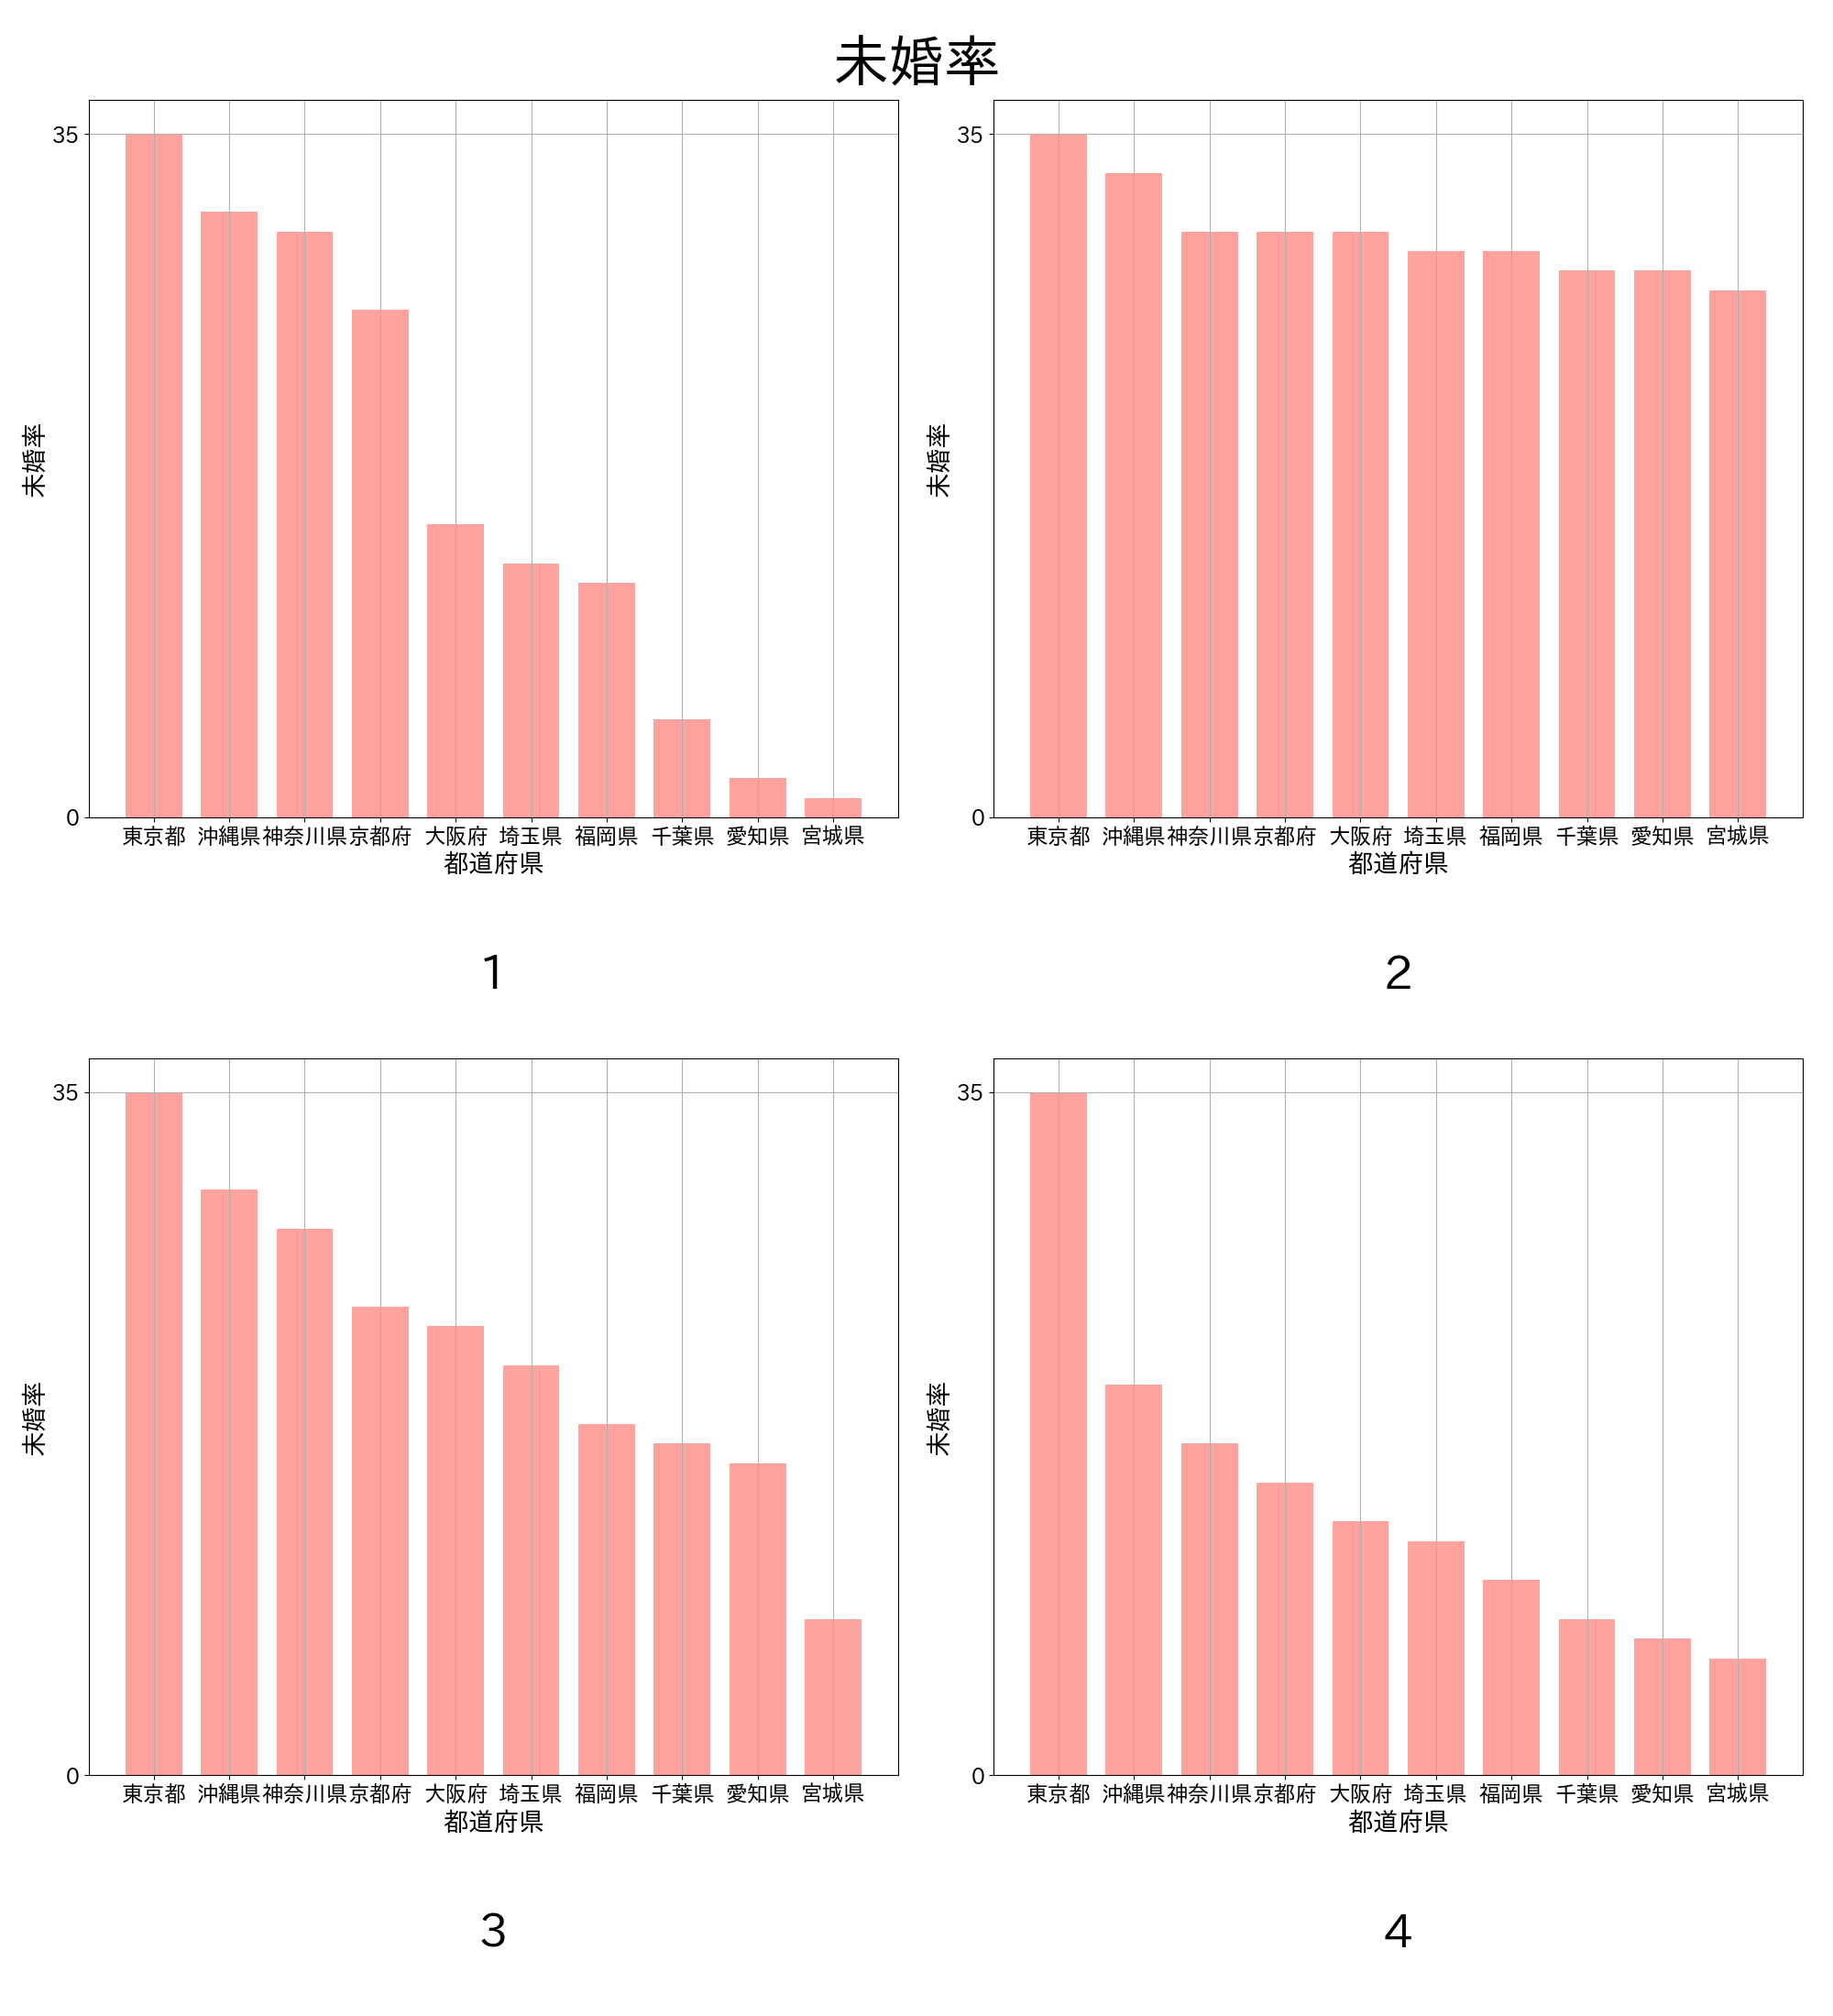 未婚率
35
0
未婚率
東京都 沖縄県 神奈川県 京都府 大阪府 埼玉県 福岡県 千葉県 愛知県 宮城県
都道府県
1
35
0
未婚率
東京都 沖縄県 神奈川県 京都府 大阪府 埼玉県 福岡県 千葉県 愛知県 宮城県
都道府県
2
35
0
未婚率
東京都 沖縄県 神奈川県 京都府 大阪府 埼玉県 福岡県 千葉県 愛知県 宮城県
都道府県
3
35
0
未婚率
東京都 沖縄県 神奈川県 京都府 大阪府 埼玉県 福岡県 千葉県 愛知県 宮城県
都道府県
4